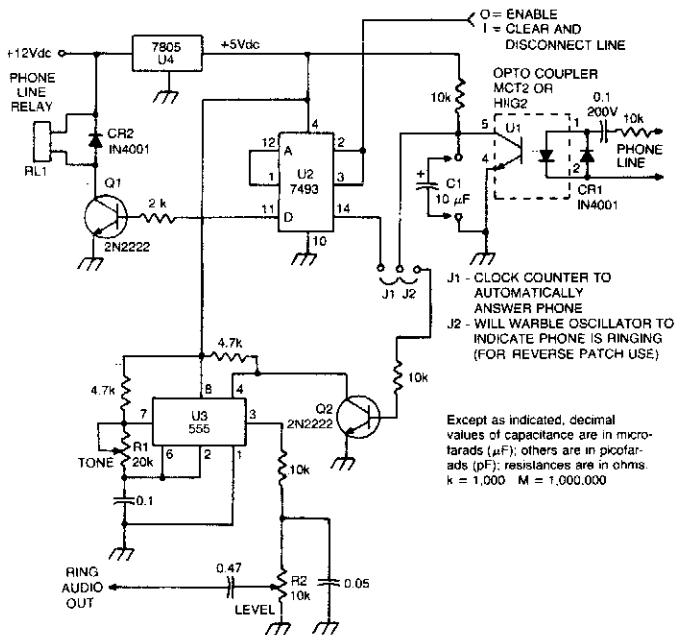 O = ENABLE
I = CLEAR AND
DISCONNECT LINE
+12Vdc
7805
U4
+5Vdc
PHONE
LINE
RELAY
OPTO COUPLER
MCT2 OR
HNG2
10k
0.1
200V
10k
CR2
IN4001
RL1
4
12
A
2
U2
7493
1
3
5
U1
1
4
2
PHONE
LINE
C1
10 µF
+
CR1
IN4001
Q1
2 k
11
D
14
10
2N2222
J1
J2
J1 - CLOCK COUNTER TO
AUTOMATICALLY
ANSWER PHONE
J2 - WILL WARBLE OSCILLATOR TO
INDICATE PHONE IS RINGING
(FOR REVERSE PATCH USE)
4.7k
4.7k
8
4
7
U3
555
3
6
2
1
Q2
2N2222
10k
R1
20k
TONE
0.1
10k
Except as indicated, decimal
values of capacitance are in micro-
farads (µF); others are in picofar-
ads (pF); resistances are in ohms.
k = 1,000 M = 1,000,000
RING
AUDIO
OUT
0.47
LEVEL
R2
10k
0.05